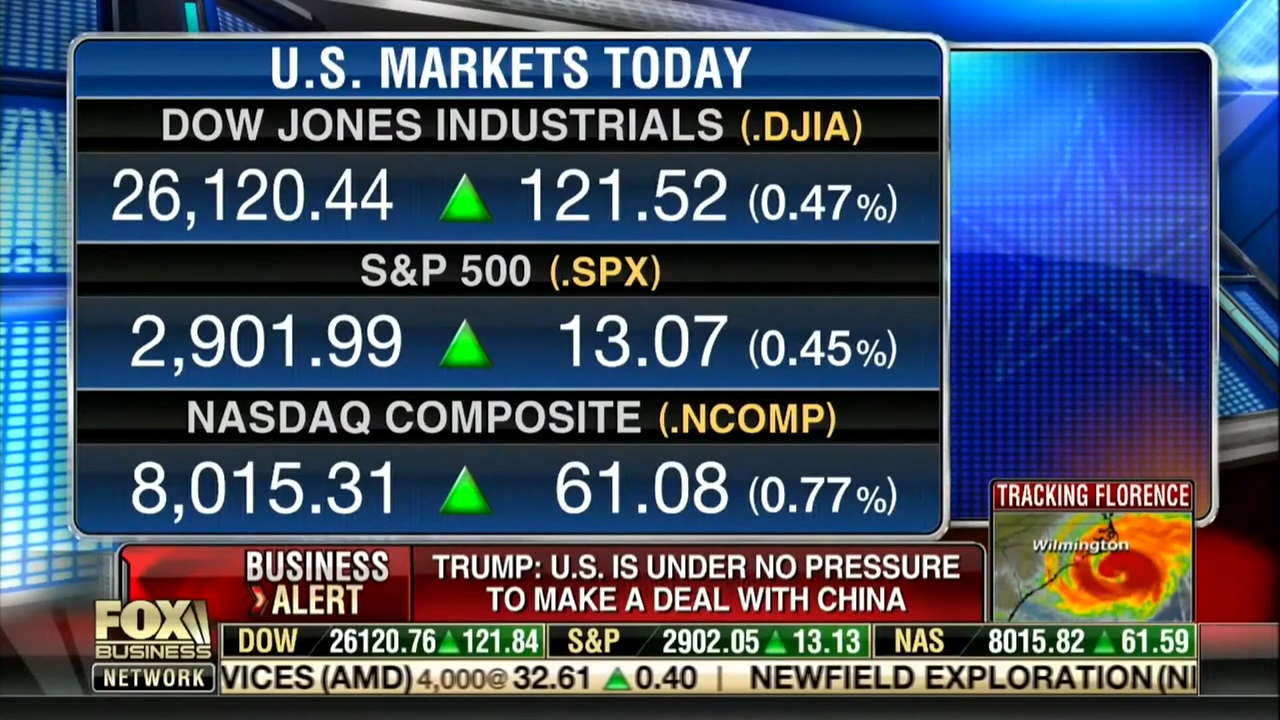 U.S. MARKETS TODAY
DOW JONES INDUSTRIALS (.DJIA)
26,120.44 ▲ 121.52 (0.47%)
S&P 500 (.SPX)
2,901.99 ▲ 13.07 (0.45%)
NASDAQ COMPOSITE (.NCOMP)
8,015.31 ▲ 61.08 (0.77%)
TRACKING FLORENCE
Wilmington
BUSINESS
ALERT
TRUMP: U.S. IS UNDER NO PRESSURE
TO MAKE A DEAL WITH CHINA
FOX
BUSINESS
NETWORK
DOW 26120.76 ▲ 121.84 S&P 2902.05 ▲ 13.13 NAS 8015.82 ▲ 61.59
VICES (AMD) 4,000@ 32.61 ▲ 0.40 | NEWFIELD EXPLORATION (N